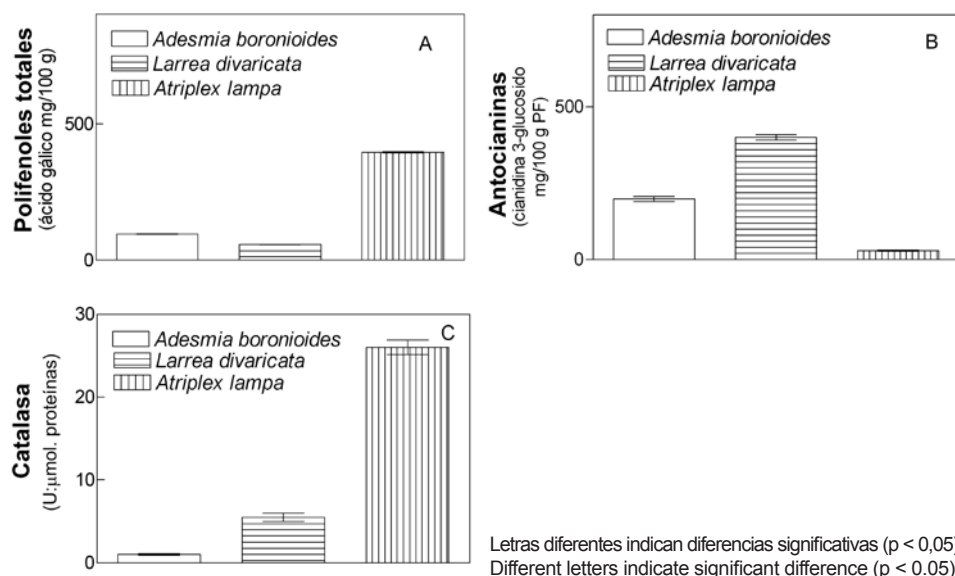 A
Adesmia boronioides
Larrea divaricata
Atriplex lampa
Polifenoles totales
(ácido gálico mg/100 g)
500
0
B
Adesmia boronioides
Larrea divaricata
Atriplex lampa
Antocianinas
(cianidina 3-glucosido
mg/100 g PF)
500
0
C
Adesmia boronioides
Larrea divaricata
Atriplex lampa
Catalasa
(U:µmol. proteínas)
30
20
10
0
Letras diferentes indican diferencias significativas (p < 0,05)
Different letters indicate significant difference (p < 0.05)